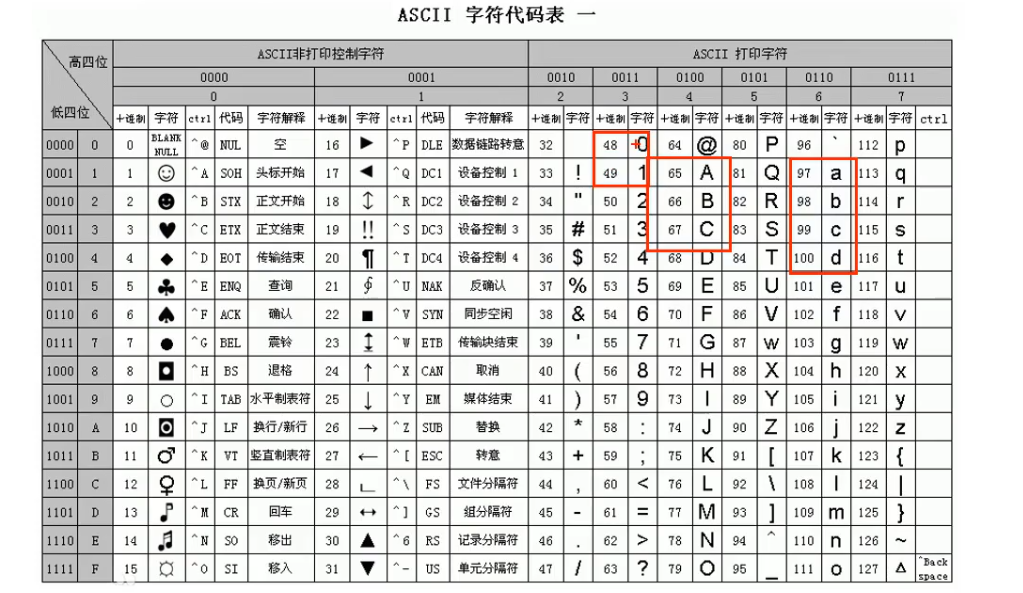 ASCII 字符代码表 一
高四位
低四位
ASCII非打印控制字符 ASCII 打印字符
0000 0001 0010 0011 0100 0101 0110 0111
0 1 2 3 4 5 6 7
十进制 字符 ctrl 代码 字符解释 十进制 字符 ctrl 代码 字符解释 十进制 字符 十进制 字符 十进制 字符 十进制 字符 十进制 字符 十进制 字符 ctrl
0000 0 0 BLANK NULL ^@ NUL 空 16 ► ^P DLE 数据链路转意 32 48 0 64 @ 80 P 96 ` 112 p
0001 1 1 ☺ ^A SOH 头标开始 17 ◄ ^Q DC1 设备控制 1 33 ! 49 1 65 A 81 Q 97 a 113 q
0010 2 2 ☻ ^B STX 正文开始 18 ↕ ^R DC2 设备控制 2 34 " 50 2 66 B 82 R 98 b 114 r
0011 3 3 ♥ ^C ETX 正文结束 19 !! ^S DC3 设备控制 3 35 # 51 3 67 C 83 S 99 c 115 s
0100 4 4 ◆ ^D EOT 传输结束 20 ¶ ^T DC4 设备控制 4 36 $ 52 4 68 D 84 T 100 d 116 t
0101 5 5 ♣ ^E ENQ 查询 21 ∮ ^U NAK 反确认 37 % 53 5 69 E 85 U 101 e 117 u
0110 6 6 ♠ ^F ACK 确认 22 ■ ^V SYN 同步空闲 38 & 54 6 70 F 86 V 102 f 118 v
0111 7 7 ● ^G BEL 震铃 23 ↨ ^W ETB 传输块结束 39 ' 55 7 71 G 87 w 103 g 119 w
1000 8 8 ◘ ^H BS 退格 24 ↑ ^X CAN 取消 40 ( 56 8 72 H 88 X 104 h 120 x
1001 9 9 ○ ^I TAB 水平制表符 25 ↓ ^Y EM 媒体结束 41 ) 57 9 73 I 89 Y 105 i 121 y
1010 A 10 ◙ ^J LF 换行/新行 26 → ^Z SUB 替换 42 * 58 : 74 J 90 Z 106 j 122 z
1011 B 11 ♂ ^K VT 竖直制表符 27 ← ^[ ESC 转意 43 + 59 ; 75 K 91 [ 107 k 123 {
1100 C 12 ♀ ^L FF 换页/新页 28 ∟ ^\ FS 文件分隔符 44 , 60 < 76 L 92 \ 108 l 124 |
1101 D 13 ♪ ^M CR 回车 29 ↔ ^] GS 组分隔符 45 - 61 = 77 M 93 ] 109 m 125 }
1110 E 14 ♫ ^N SO 移出 30 ▲ ^6 RS 记录分隔符 46 . 62 > 78 N 94 ^ 110 n 126 ~
1111 F 15 ☼ ^O SI 移入 31 ▼ ^- US 单元分隔符 47 / 63 ? 79 O 95 _ 111 o 127 Δ ^Back space